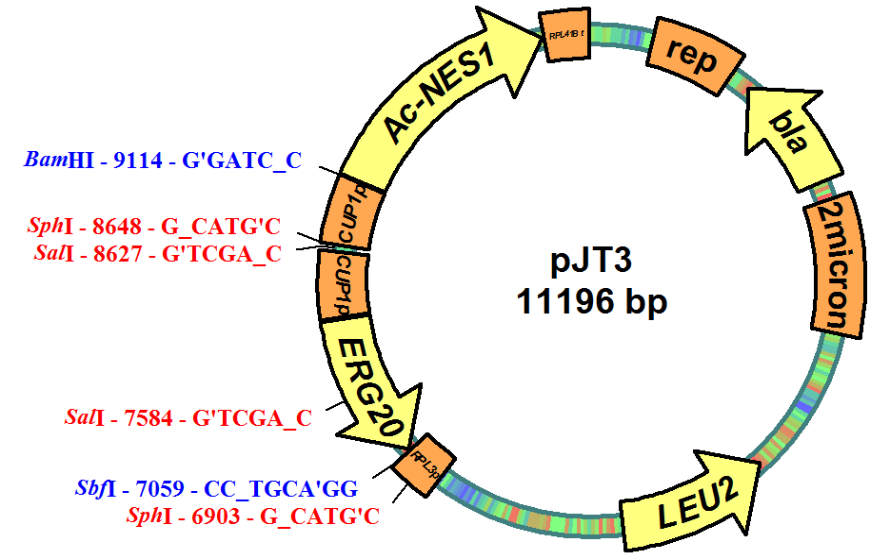 RPL41B t
rep
Ac-NES1
bla
BamHI - 9114 - G'GATC_C
CUP1p
2micron
SphI - 8648 - G_CATG'C
SalI - 8627 - G'TCGA_C
pJT3
11196 bp
CUP1p
ERG20
SalI - 7584 - G'TCGA_C
RPL3p
SbfI - 7059 - CC_TGCA'GG
SphI - 6903 - G_CATG'C
LEU2